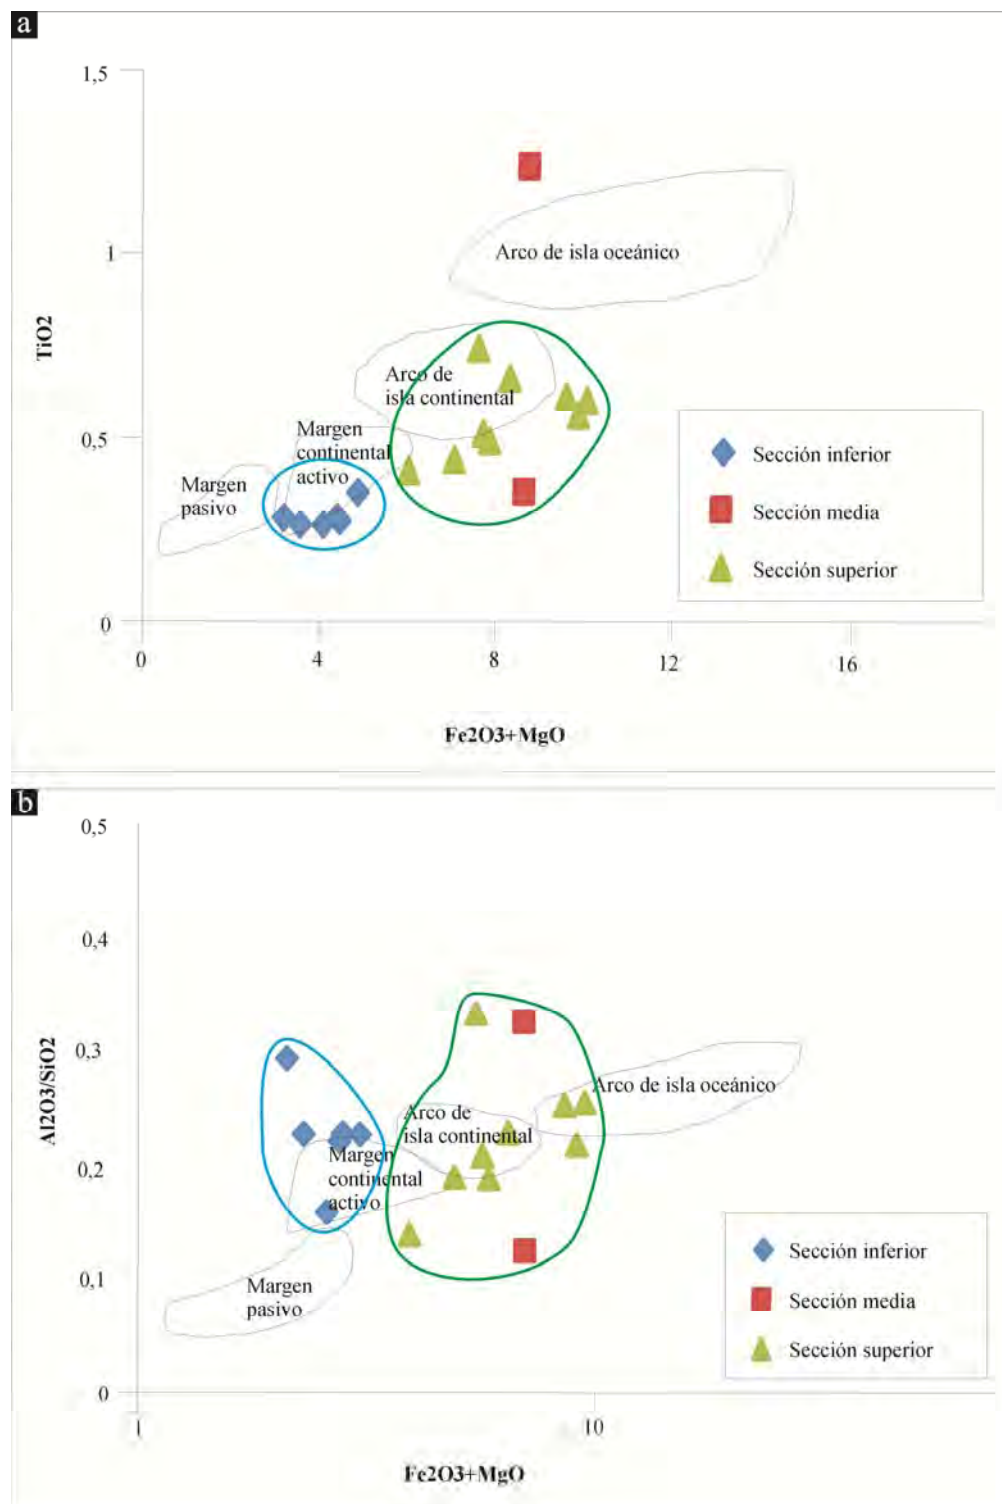 a
1,5
1
0,5
0
TiO2
Arco de isla oceánico
Arco de
isla continental
Margen
continental
activo
Margen
pasivo
Sección inferior
Sección media
Sección superior
0 4 8 12 16
Fe2O3+MgO
b
0,5
0,4
0,3
0,2
0,1
0
Al2O3/SiO2
Arco de isla oceánico
Arco de
isla continental
Margen
continental
activo
Margen
pasivo
Sección inferior
Sección media
Sección superior
1 10
Fe2O3+MgO